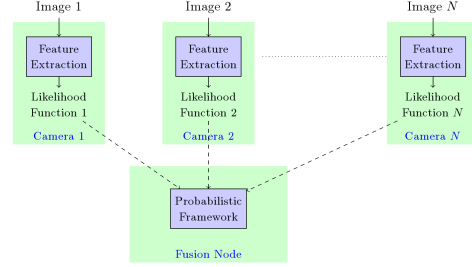 Image 1
Image 2
Image N
Feature
Extraction
Feature
Extraction
Feature
Extraction
Likelihood
Function 1
Likelihood
Function 2
Likelihood
Function N
Camera 1
Camera 2
Camera N
Probabilistic
Framework
Fusion Node